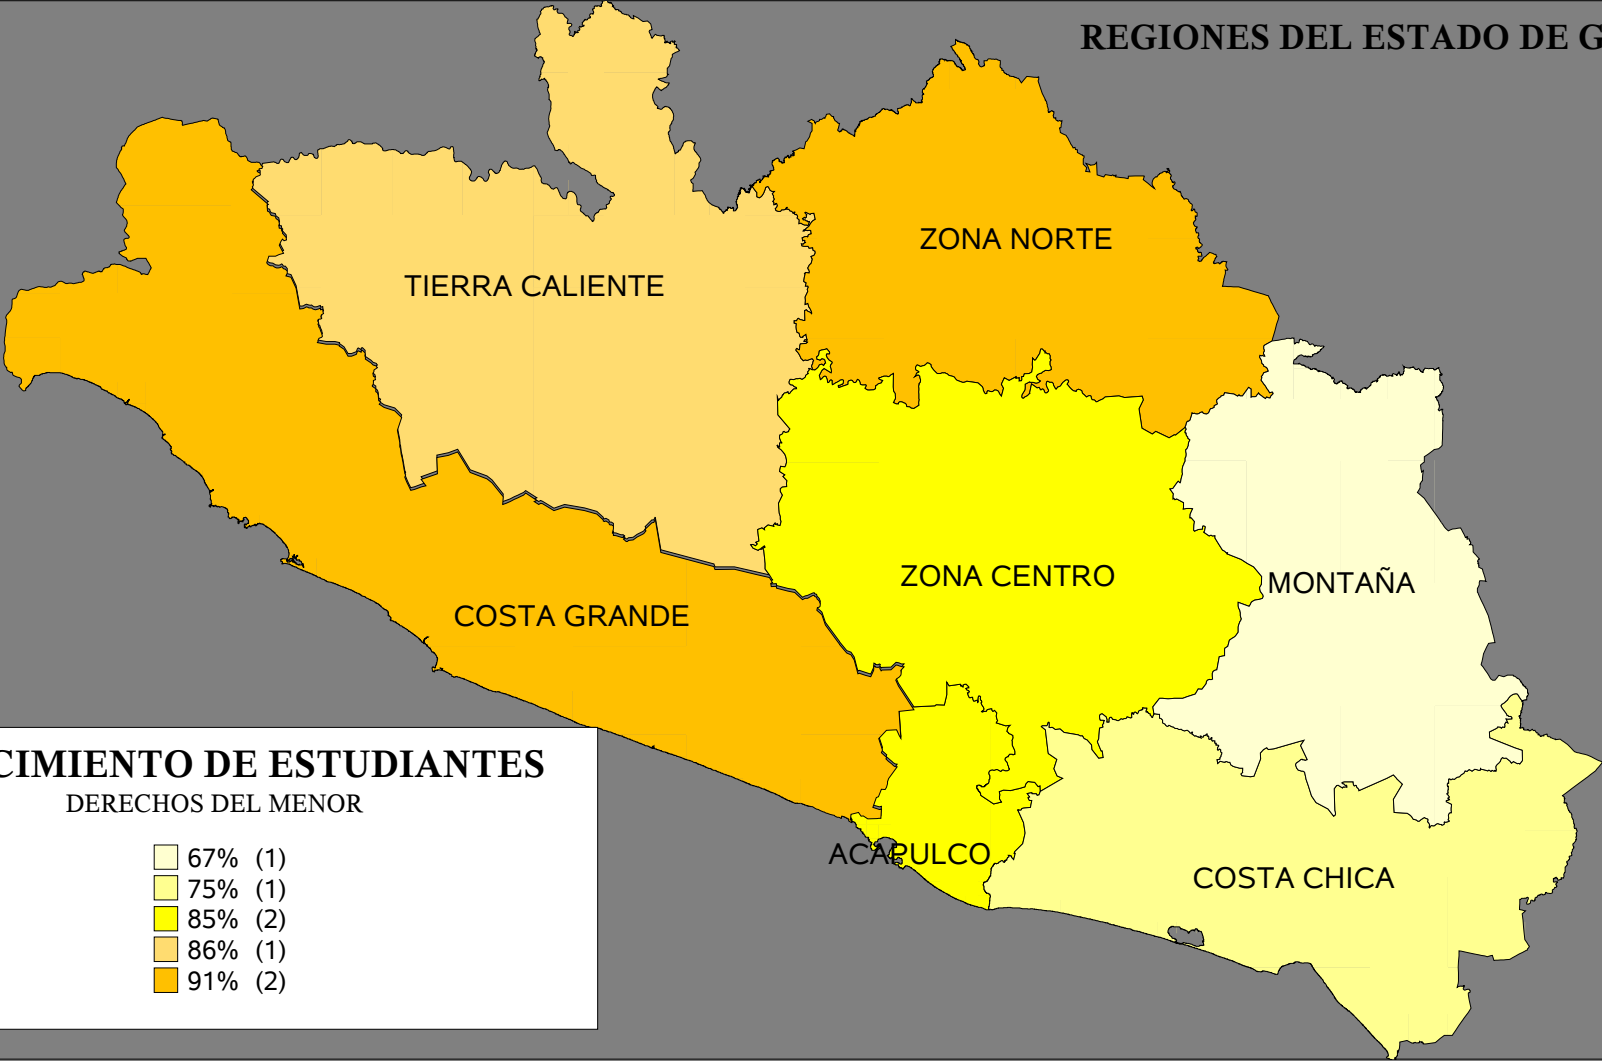 REGIONES DEL ESTADO DE G
ZONA NORTE
TIERRA CALIENTE
ZONA CENTRO
MONTAÑA
COSTA GRANDE
ACAPULCO
COSTA CHICA
CIMIENTO DE ESTUDIANTES
DERECHOS DEL MENOR
67% (1)
75% (1)
85% (2)
86% (1)
91% (2)